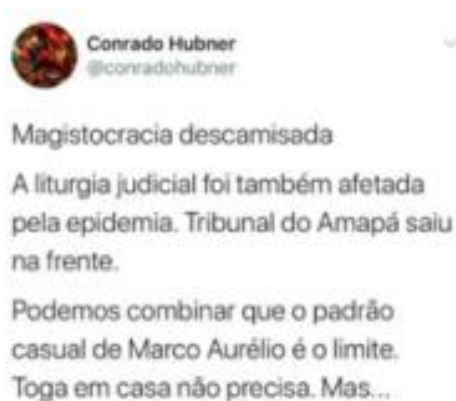 Conrado Hubner
@conradohubner
Magistocracia descamisada
A liturgia judicial foi também afetada
pela epidemia. Tribunal do Amapá saiu
na frente.
Podemos combinar que o padrão
casual de Marco Aurélio é o limite.
Toga em casa não precisa. Mas...